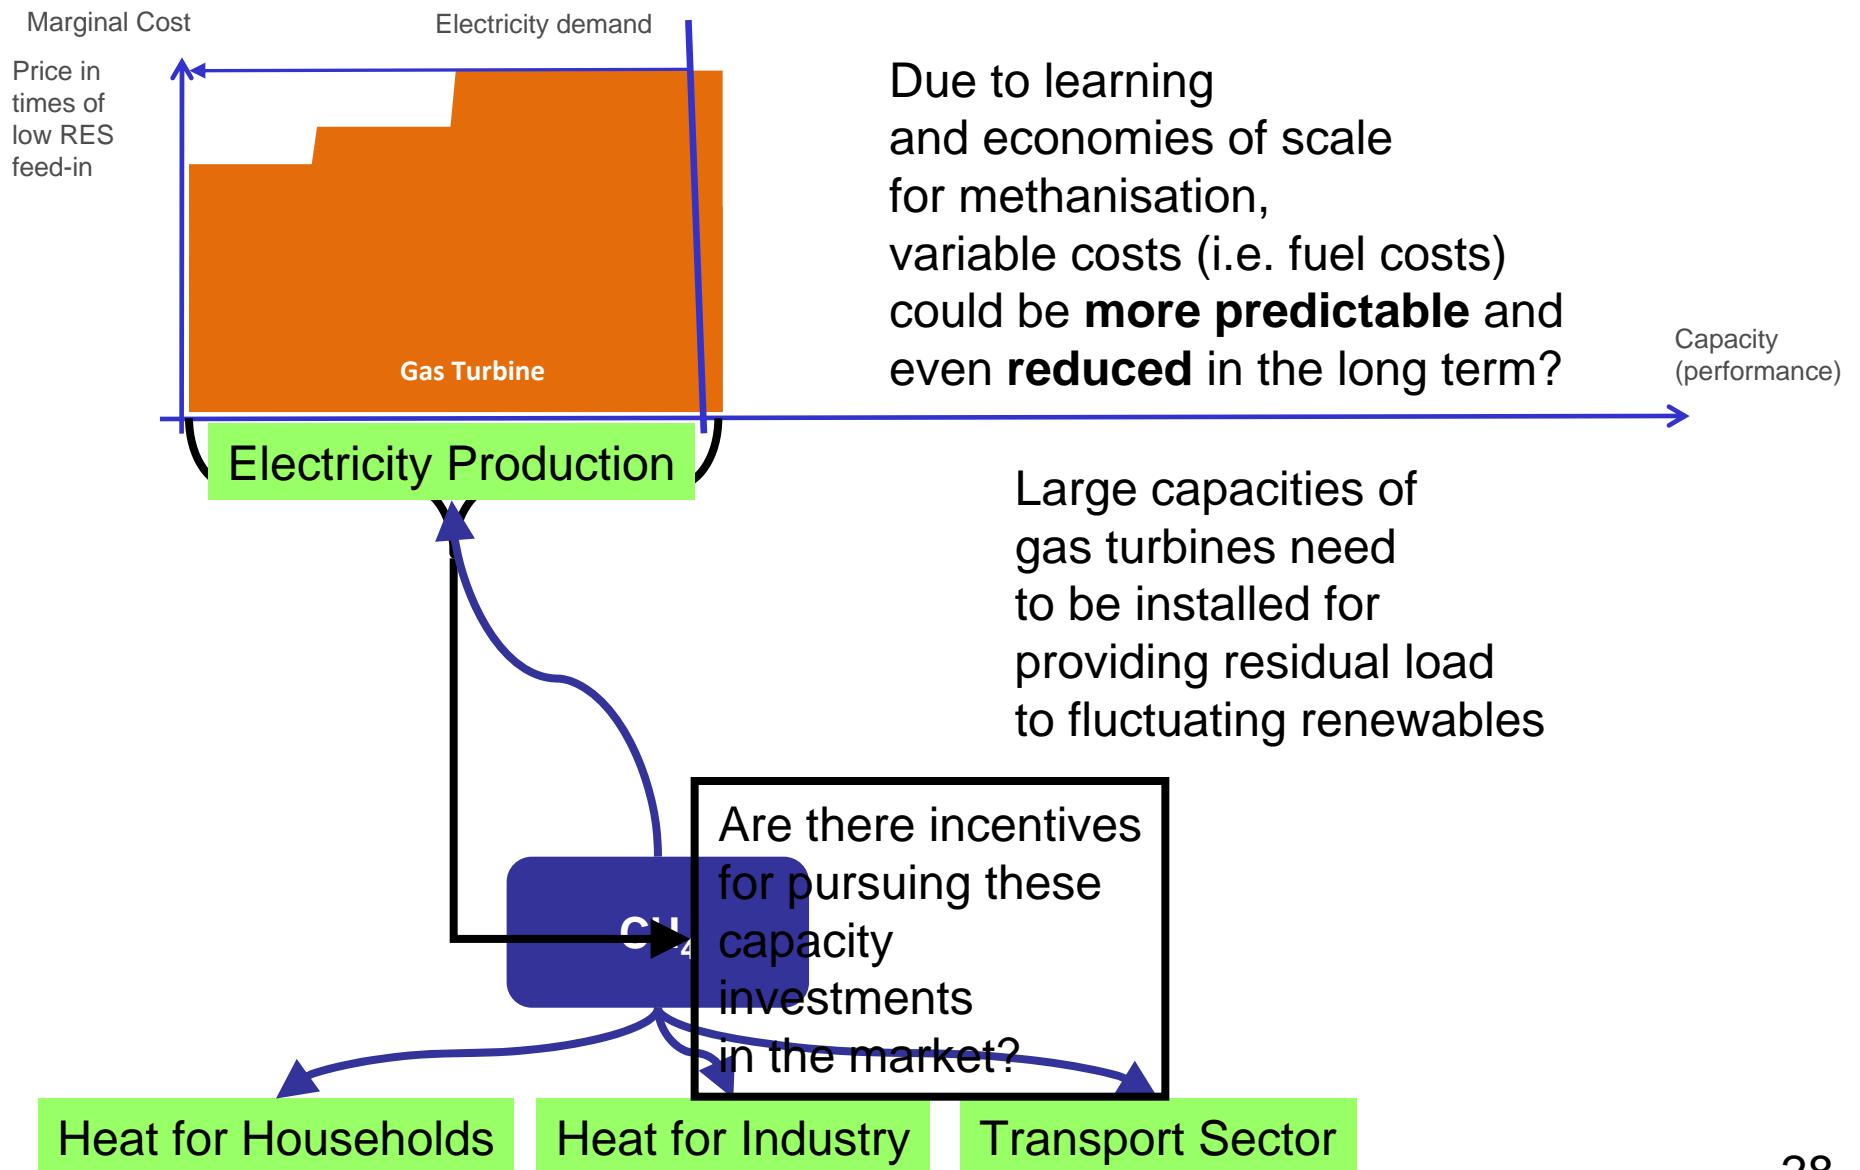 Marginal Cost
Electricity demand
Price in
times of
low RES
feed-in
Due to learning
and economies of scale
for methanisation,
variable costs (i.e. fuel costs)
could be more predictable and
even reduced in the long term?
Gas Turbine
Capacity
(performance)
Electricity Production
Large capacities of
gas turbines need
to be installed for
providing residual load
to fluctuating renewables
Are there incentives
for pursuing these
capacity
investments
in the market?
CH₄
Heat for Households
Heat for Industry
Transport Sector
28